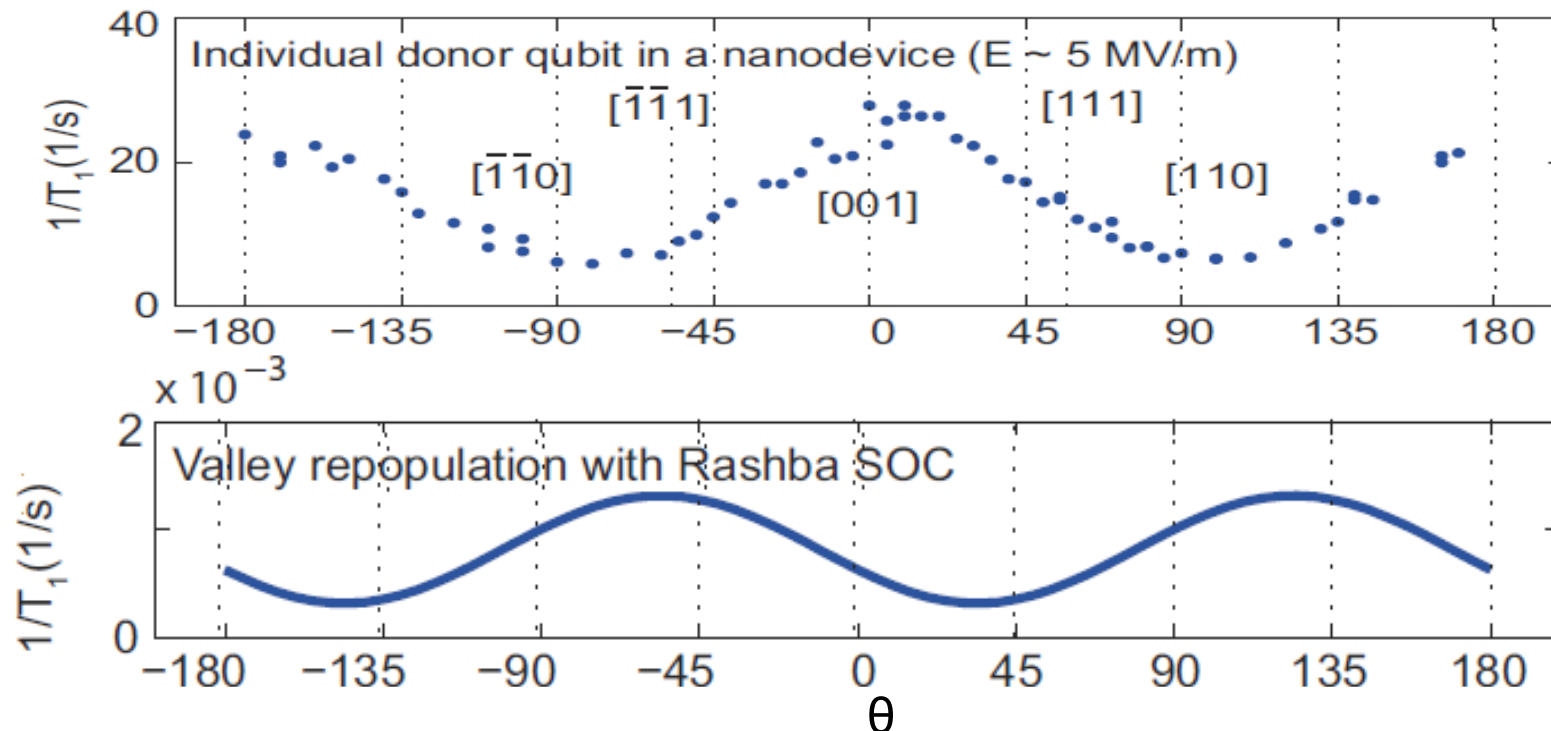 40
Individual donor qubit in a nanodevice (E ~ 5 MV/m)
[1̅1̅1]
[111]
1/T₁(1/s)
20
[1̅1̅0]
[110]
[001]
0
−180 −135 −90 −45 0 45 90 135 180
x 10⁻³
2
Valley repopulation with Rashba SOC
1/T₁(1/s)
0
−180 −135 −90 −45 0 45 90 135 180
θ